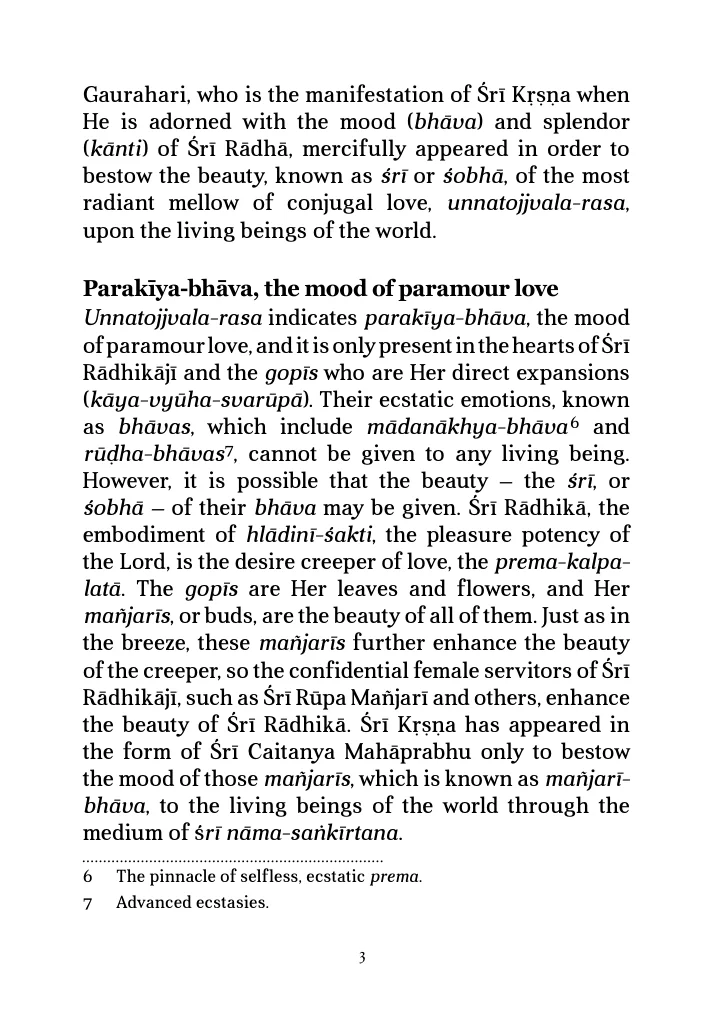 Gaurahari, who is the manifestation of Śrī Kṛṣṇa when
He is adorned with the mood (bhāva) and splendor
(kānti) of Śrī Rādhā, mercifully appeared in order to
bestow the beauty, known as śrī or śobhā, of the most
radiant mellow of conjugal love, unnatojjvala-rasa,
upon the living beings of the world.
Parakīya-bhāva, the mood of paramour love
Unnatojjvala-rasa indicates parakīya-bhāva, the mood
of paramour love, and it is only present in the hearts of Śrī
Rādhikājī and the gopīs who are Her direct expansions
(kāya-vyūha-svarūpā). Their ecstatic emotions, known
as bhāvas, which include mādanākhya-bhāva6 and
rūḍha-bhāvas7, cannot be given to any living being.
However, it is possible that the beauty – the śrī, or
śobhā – of their bhāva may be given. Śrī Rādhikā, the
embodiment of hlādinī-śakti, the pleasure potency of
the Lord, is the desire creeper of love, the prema-kalpa-
latā. The gopīs are Her leaves and flowers, and Her
mañjarīs, or buds, are the beauty of all of them. Just as in
the breeze, these mañjarīs further enhance the beauty
of the creeper, so the confidential female servitors of Śrī
Rādhikājī, such as Śrī Rūpa Mañjarī and others, enhance
the beauty of Śrī Rādhikā. Śrī Kṛṣṇa has appeared in
the form of Śrī Caitanya Mahāprabhu only to bestow
the mood of those mañjarīs, which is known as mañjarī-
bhāva, to the living beings of the world through the
medium of śrī nāma-saṅkīrtana.
6 The pinnacle of selfless, ecstatic prema.
7 Advanced ecstasies.
3